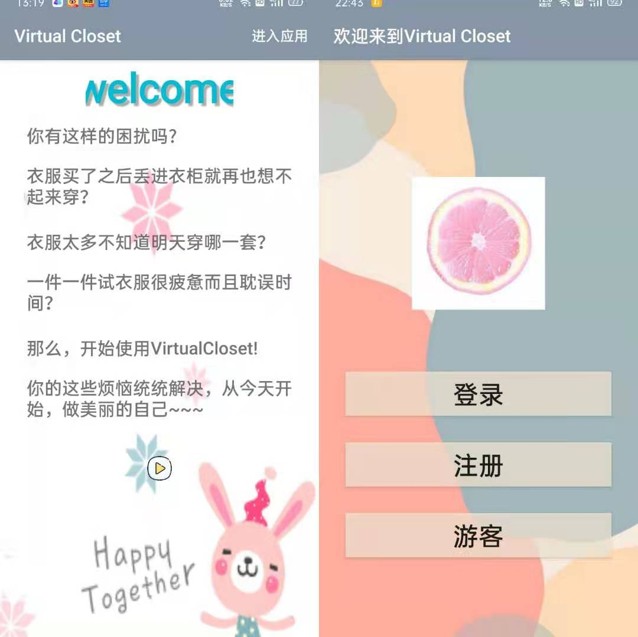 13:19
Virtual Closet
进入应用
welcome
你有这样的困扰吗?
衣服买了之后丢进衣柜就再也想不
起来穿?
衣服太多不知道明天穿哪一套?
一件一件试衣服很疲惫而且耽误时
间?
那么，开始使用VirtualCloset!
你的这些烦恼统统解决，从今天开
始，做美丽的自己~~~
Happy
Together
22:43
欢迎来到Virtual Closet
登录
注册
游客